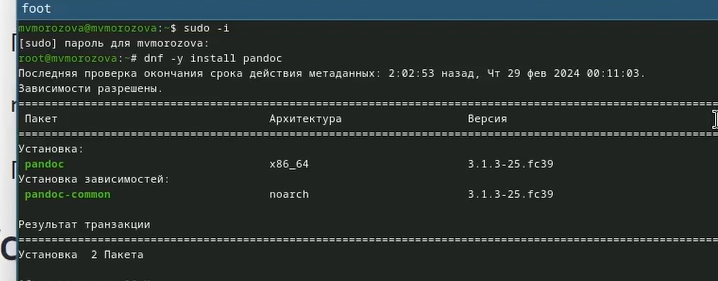 foot
mvmorozova@mvmorozova:~$ sudo -i
[sudo] пароль для mvmorozova:
root@mvmorozova:~# dnf -y install pandoc
Последняя проверка окончания срока действия метаданных: 2:02:53 назад, Чт 29 фев 2024 00:11:03.
Зависимости разрешены.
Пакет Архитектура Версия
Установка:
pandoc x86_64 3.1.3-25.fc39
Установка зависимостей:
pandoc-common noarch 3.1.3-25.fc39
Результат транзакции
Установка 2 Пакета